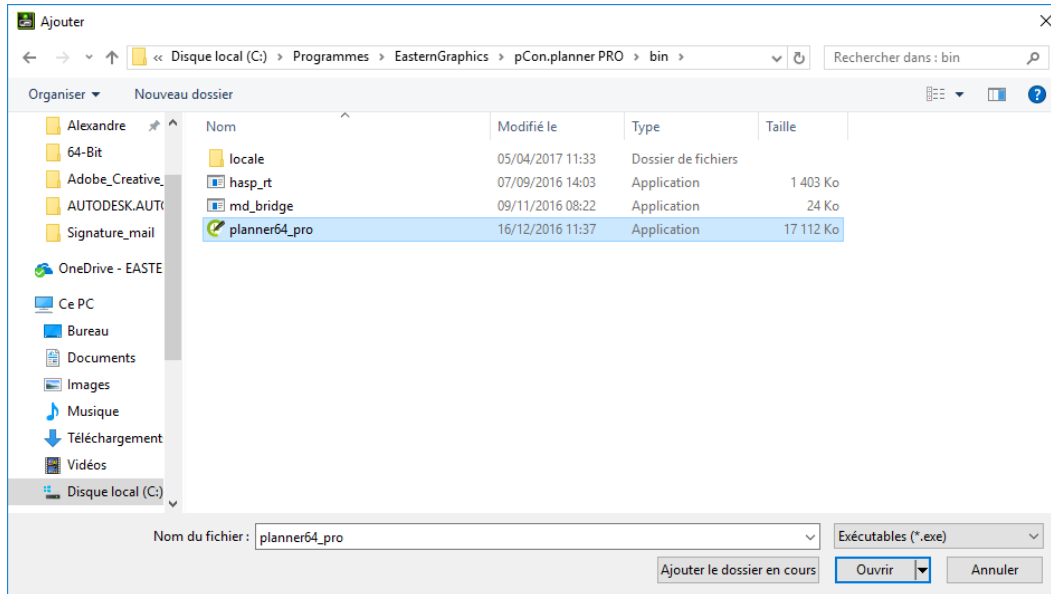 Ajouter
« Disque local (C:) > Programmes > EasternGraphics > pCon.planner PRO > bin >
Rechercher dans : bin
Organiser
Nouveau dossier
Nom
Modifié le
Type
Taille
Alexandre
64-Bit
Adobe_Creative_
AUTODESK.AUT
Signature_mail
OneDrive - EASTE
Ce PC
Bureau
Documents
Images
Musique
Téléchargement
Vidéos
Disque local (C:)
locale 05/04/2017 11:33 Dossier de fichiers
hasp_rt 07/09/2016 14:03 Application 1 403 Ko
md_bridge 09/11/2016 08:22 Application 24 Ko
planner64_pro 16/12/2016 11:37 Application 17 112 Ko
Nom du fichier : planner64_pro
Exécutables (*.exe)
Ajouter le dossier en cours
Ouvrir
Annuler